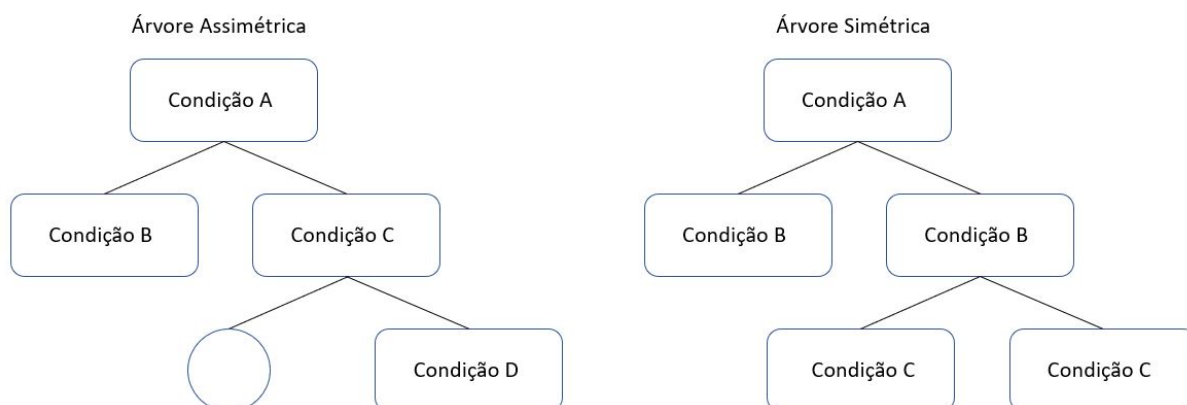 Árvore Assimétrica
Condição A
Condição B
Condição C
Condição D
Árvore Simétrica
Condição A
Condição B
Condição B
Condição C
Condição C